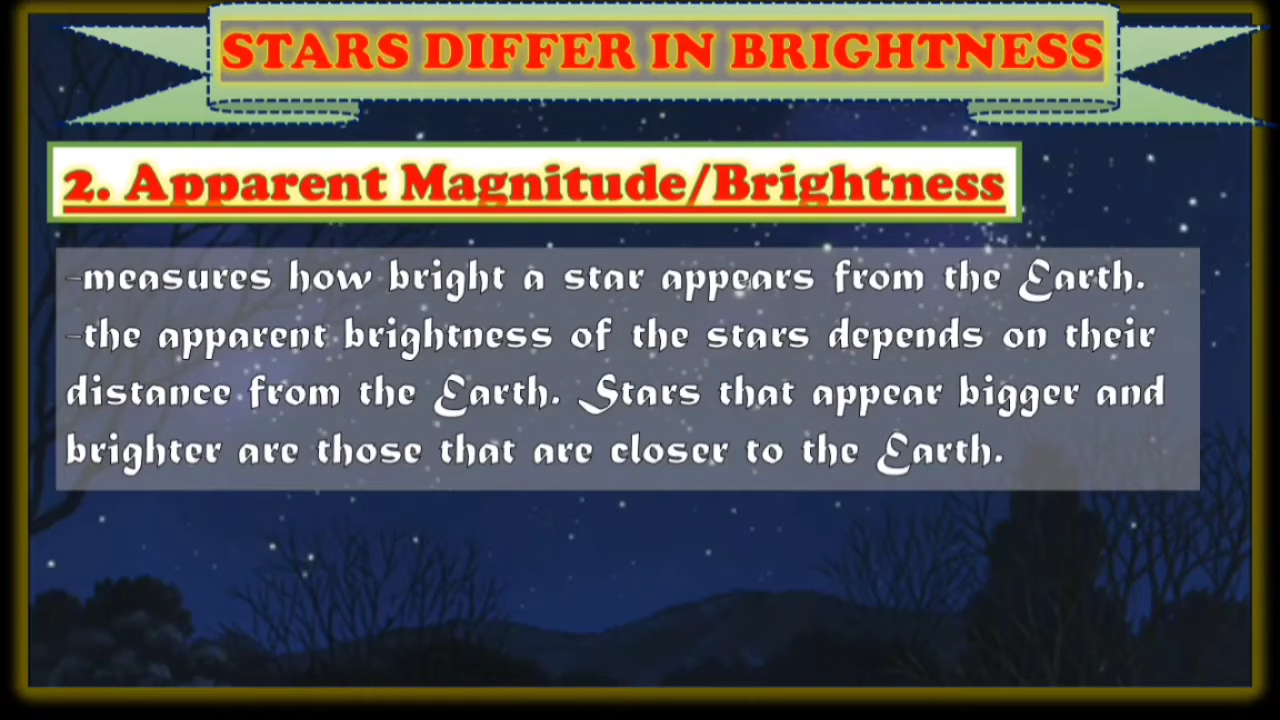 STARS DIFFER IN BRIGHTNESS
2. Apparent Magnitude/Brightness
-measures how bright a star appears from the Earth.
-the apparent brightness of the stars depends on their
distance from the Earth. Stars that appear bigger and
brighter are those that are closer to the Earth.